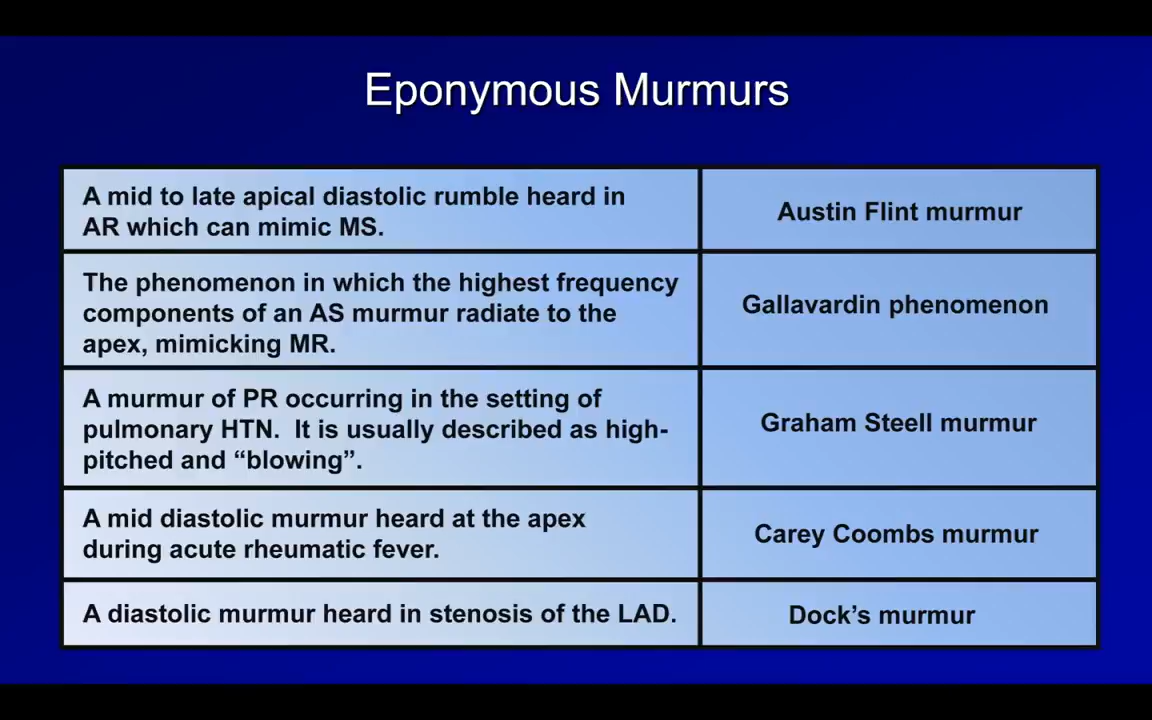 Eponymous Murmurs
A mid to late apical diastolic rumble heard in
AR which can mimic MS.
Austin Flint murmur
The phenomenon in which the highest frequency
components of an AS murmur radiate to the
apex, mimicking MR.
Gallavardin phenomenon
A murmur of PR occurring in the setting of
pulmonary HTN.  It is usually described as high-
pitched and “blowing”.
Graham Steell murmur
A mid diastolic murmur heard at the apex
during acute rheumatic fever.
Carey Coombs murmur
A diastolic murmur heard in stenosis of the LAD.
Dock’s murmur